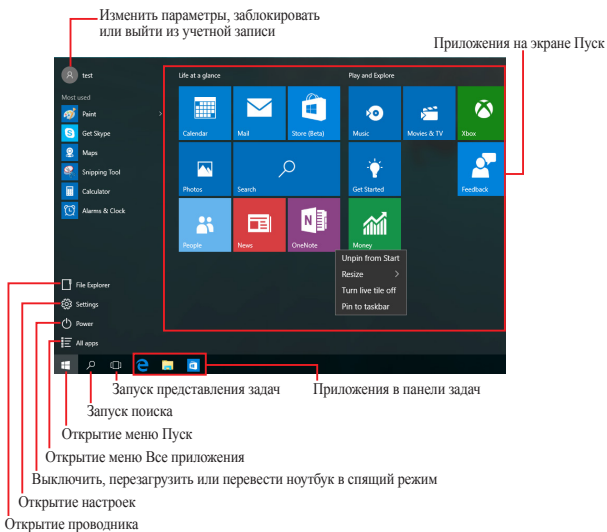 Изменить параметры, заблокировать
или выйти из учетной записи
Приложения на экране Пуск
test
Life at a glance
Play and Explore
Most used
Paint
Get Skype
Maps
Snipping Tool
Calculator
Alarms & Clock
Calendar
Mail
Store (Beta)
Music
Movies & TV
Xbox
Photos
Search
Get Started
Feedback
People
News
N
OneNote
Money
Unpin from Start
Resize
Turn live tile off
Pin to taskbar
File Explorer
Settings
Power
All apps
Запуск представления задач
Приложения в панели задач
Запуск поиска
Открытие меню Пуск
Открытие меню Все приложения
Выключить, перезагрузить или перевести ноутбук в спящий режим
Открытие настроек
Открытие проводника